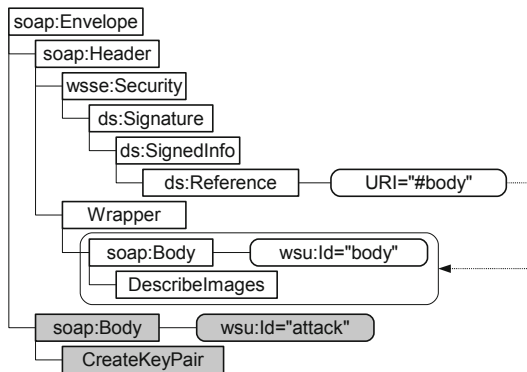 soap:Envelope
soap:Header
wsse:Security
ds:Signature
ds:SignedInfo
ds:Reference URI="#body"
Wrapper
soap:Body wsu:Id="body"
DescribeImages
soap:Body wsu:Id="attack"
CreateKeyPair